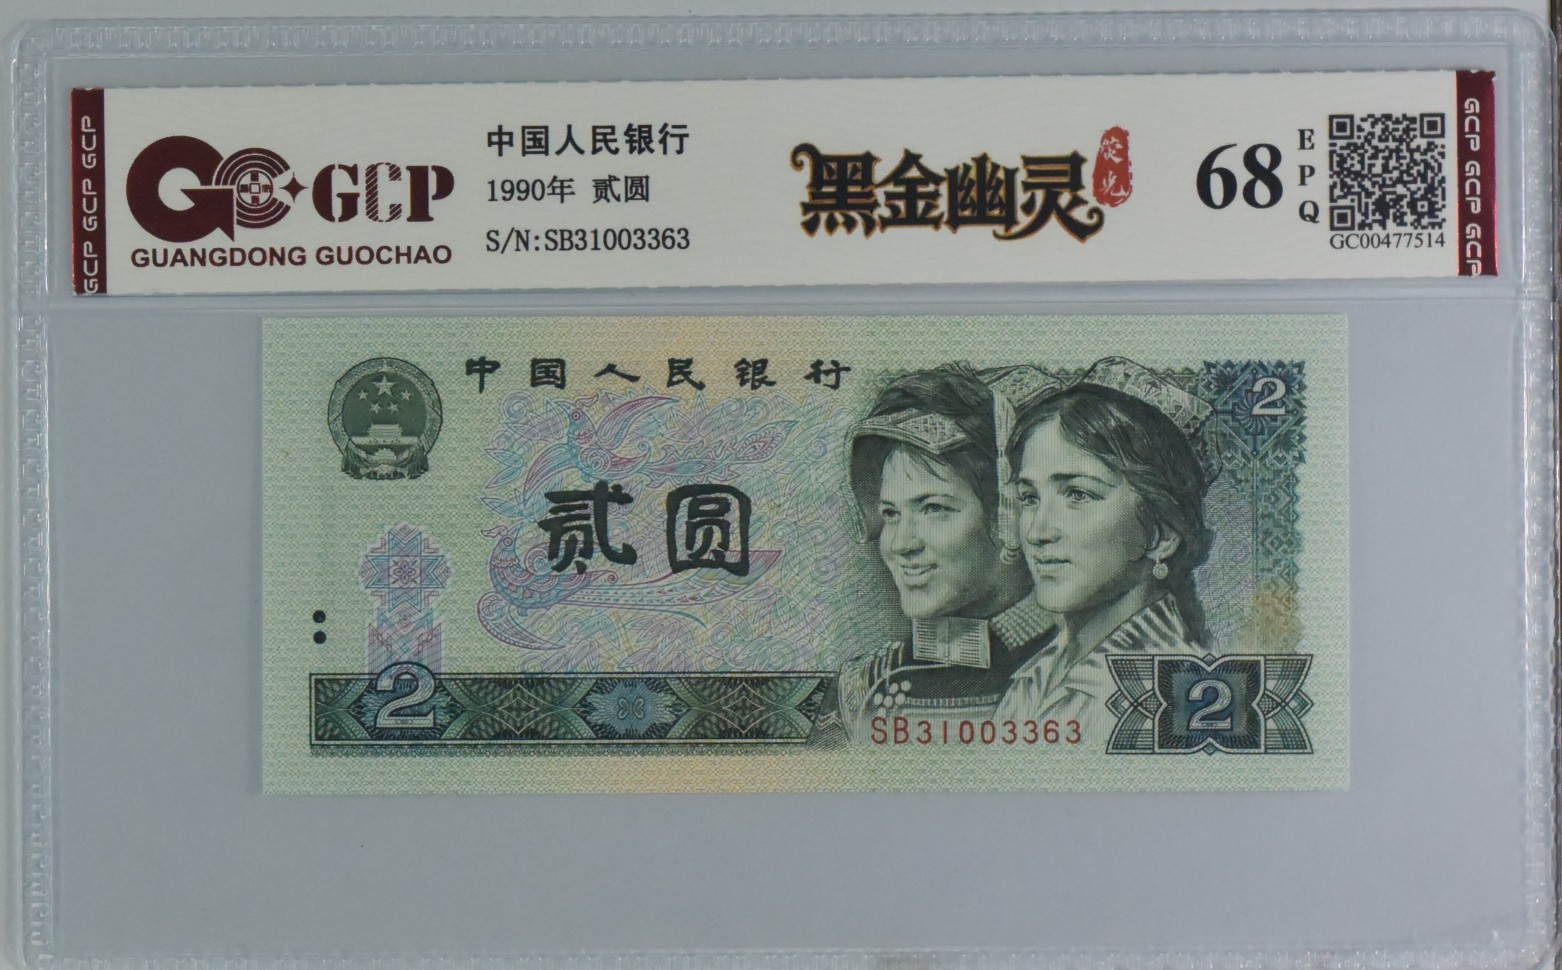 GCP GCP GCP
GCP
GUANGDONG GUOCHAO
中国人民银行
1990年 贰圆
S/N:SB31003363
黑金幽灵
荧光
68
EPQ
GC00477514
GCP GCP GCP
中国人民银行
2
贰圆
2
SB31003363
2